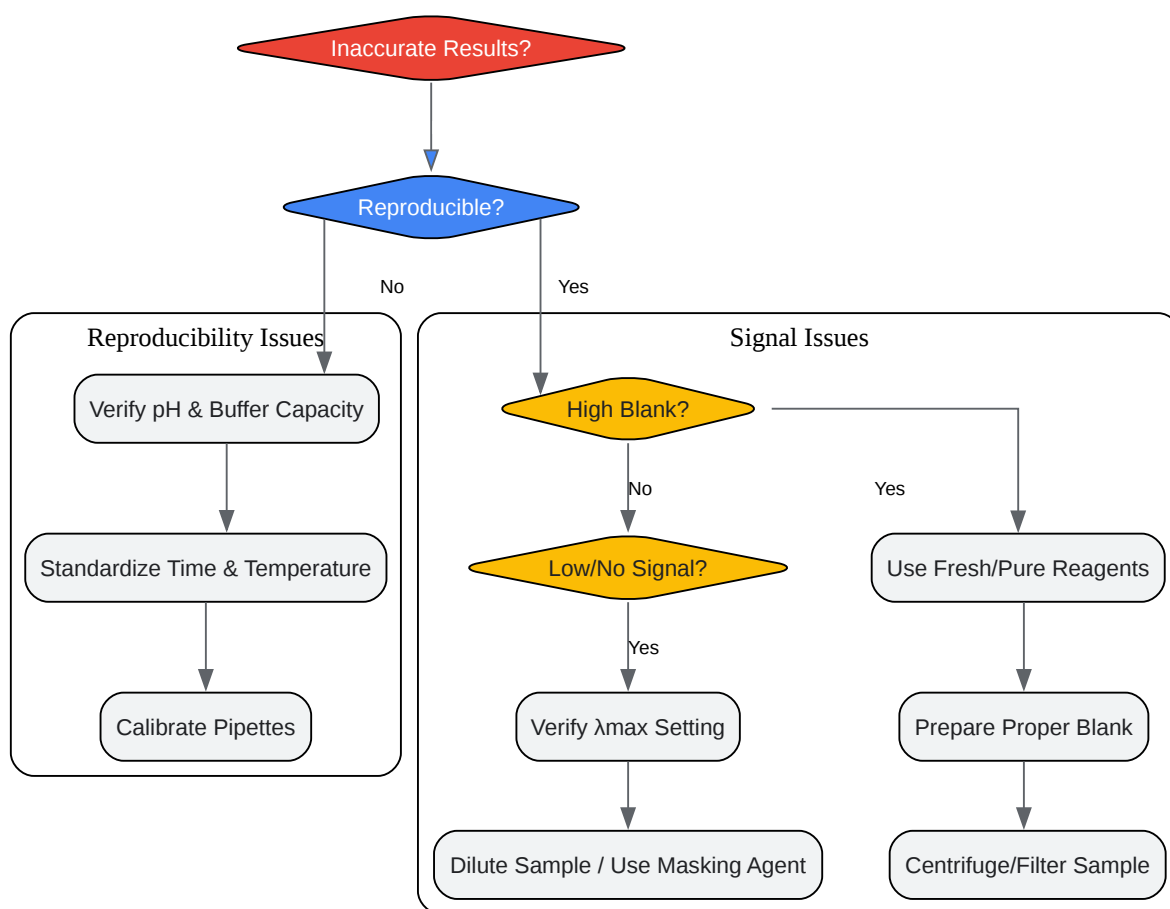 Inaccurate Results?
Reproducible?
No
Yes
Reproducibility Issues
Signal Issues
Verify pH & Buffer Capacity
High Blank?
No
Yes
Standardize Time & Temperature
Low/No Signal?
Use Fresh/Pure Reagents
Yes
Calibrate Pipettes
Verify λmax Setting
Prepare Proper Blank
Dilute Sample / Use Masking Agent
Centrifuge/Filter Sample